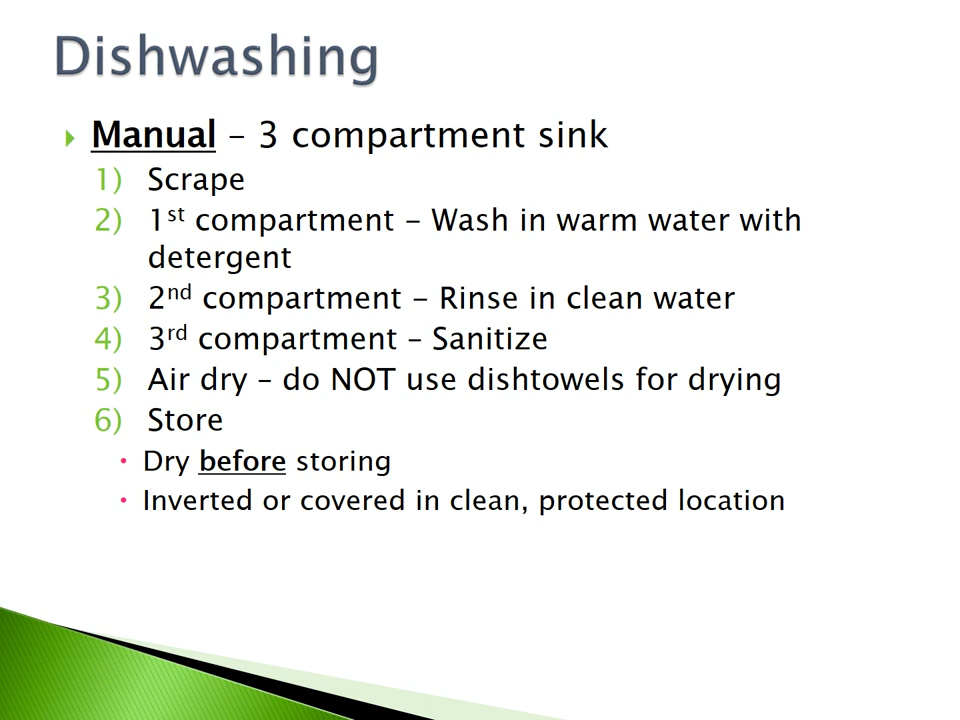 Dishwashing
Manual – 3 compartment sink
1) Scrape
2) 1st compartment – Wash in warm water with
detergent
3) 2nd compartment – Rinse in clean water
4) 3rd compartment – Sanitize
5) Air dry – do NOT use dishtowels for drying
6) Store
• Dry before storing
• Inverted or covered in clean, protected location